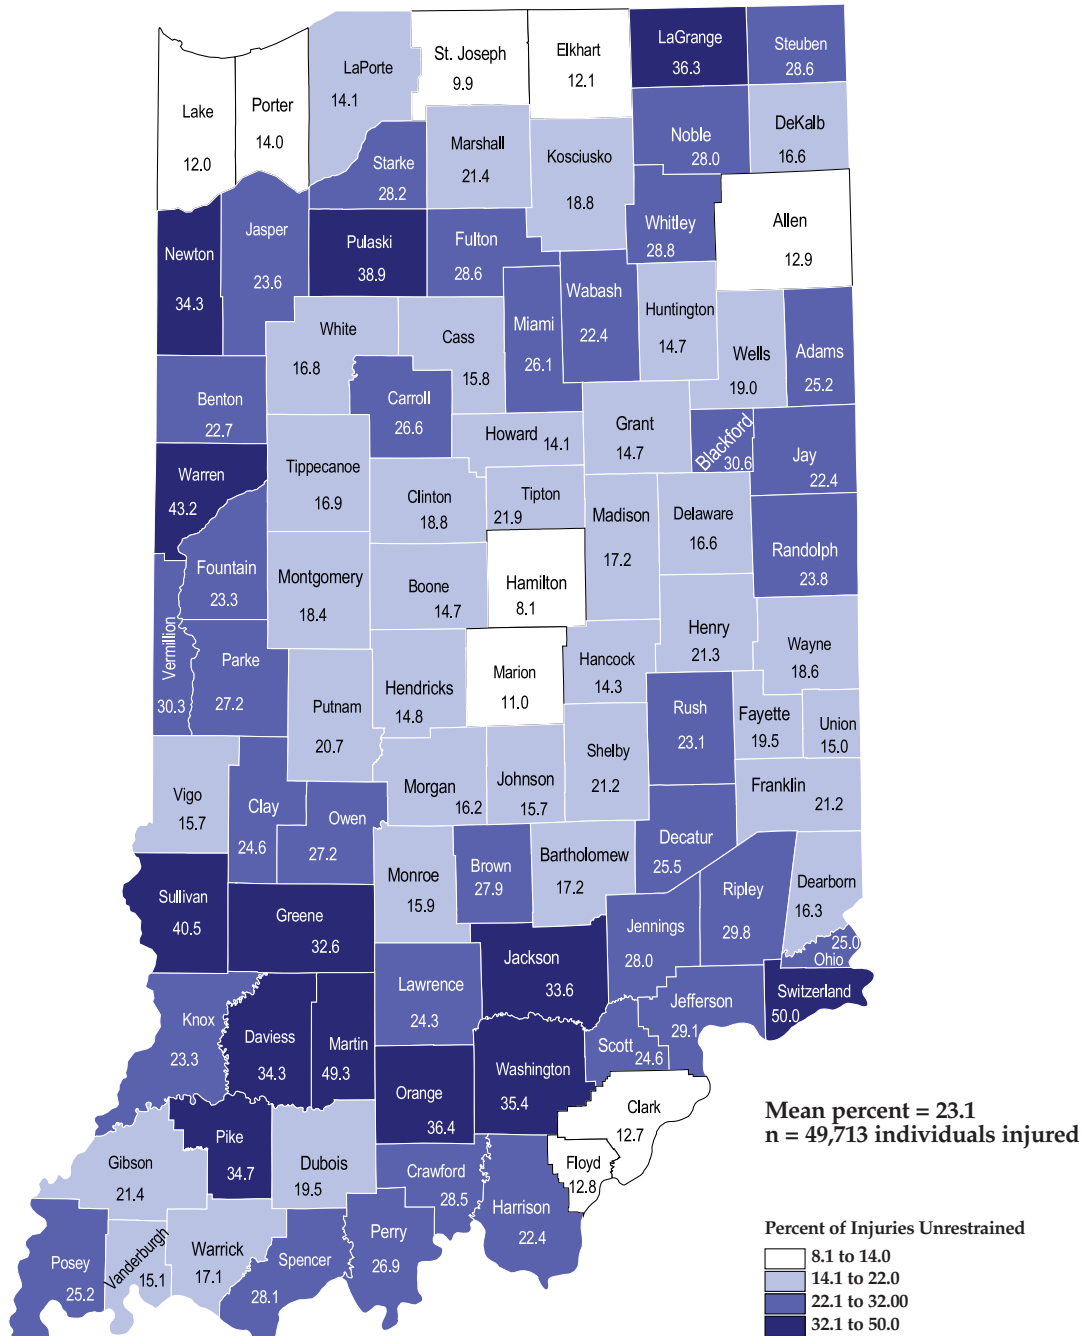 LaGrange
36.3
Steuben
28.6
Elkhart
12.1
St. Joseph
9.9
LaPorte
14.1
Lake
12.0
Porter
14.0
Noble
28.0
DeKalb
16.6
Marshall
21.4
Starke
28.2
Kosciusko
18.8
Whitley
28.8
Allen
12.9
Newton
34.3
Jasper
23.6
Pulaski
38.9
Fulton
28.6
Wabash
22.4
Miami
26.1
Huntington
14.7
Wells
19.0
Adams
25.2
White
16.8
Cass
15.8
Carroll
26.6
Benton
22.7
Howard 14.1
Grant
14.7
Blackford
30.6
Jay
22.4
Warren
43.2
Tippecanoe
16.9
Clinton
18.8
Tipton
21.9
Madison
17.2
Delaware
16.6
Randolph
23.8
Fountain
23.3
Montgomery
18.4
Boone
14.7
Hamilton
8.1
Vermillion
30.3
Parke
27.2
Putnam
20.7
Hendricks
14.8
Marion
11.0
Hancock
14.3
Henry
21.3
Wayne
18.6
Rush
23.1
Fayette
19.5
Union
15.0
Shelby
21.2
Johnson
15.7
Morgan
16.2
Franklin
21.2
Vigo
15.7
Clay
24.6
Owen
27.2
Decatur
25.5
Bartholomew
17.2
Brown
27.9
Monroe
15.9
Ripley
29.8
Dearborn
16.3
Sullivan
40.5
Greene
32.6
Jennings
28.0
25.0
Ohio
Jackson
33.6
Lawrence
24.3
Switzerland
50.0
Jefferson
29.1
Knox
23.3
Daviess
34.3
Martin
49.3
Scott
24.6
Washington
35.4
Orange
36.4
Clark
12.7
Mean percent = 23.1
n = 49,713 individuals injured
Pike
34.7
Gibson
21.4
Dubois
19.5
Crawford
28.5
Floyd
12.8
Harrison
22.4
Posey
25.2
Vanderburgh
15.1
Warrick
17.1
Spencer
28.1
Perry
26.9
Percent of Injuries Unrestrained
8.1 to 14.0
14.1 to 22.0
22.1 to 32.00
32.1 to 50.0